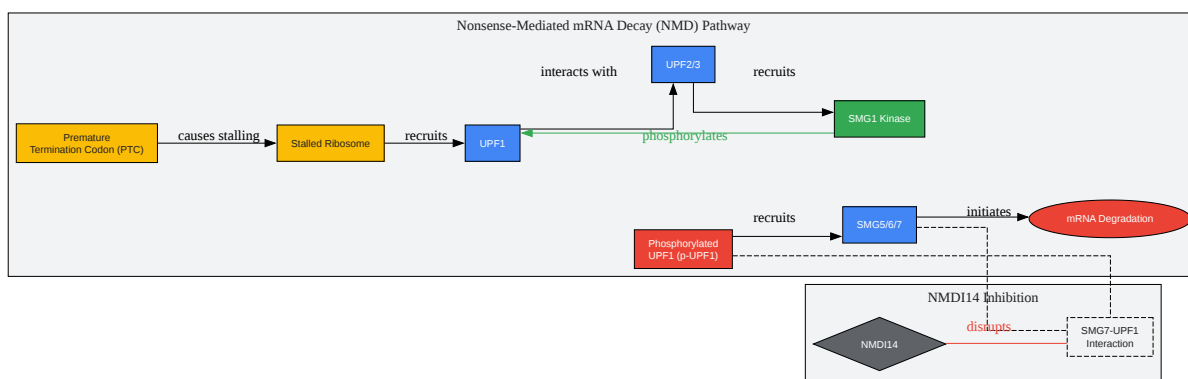 Nonsense-Mediated mRNA Decay (NMD) Pathway
UPF2/3
interacts with
recruits
SMG1 Kinase
Premature
Termination Codon (PTC)
causes stalling
Stalled Ribosome
recruits
UPF1
phosphorylates
recruits
SMG5/6/7
initiates
mRNA Degradation
Phosphorylated
UPF1 (p-UPF1)
NMDI14 Inhibition
NMDI14
disrupts
SMG7-UPF1
Interaction